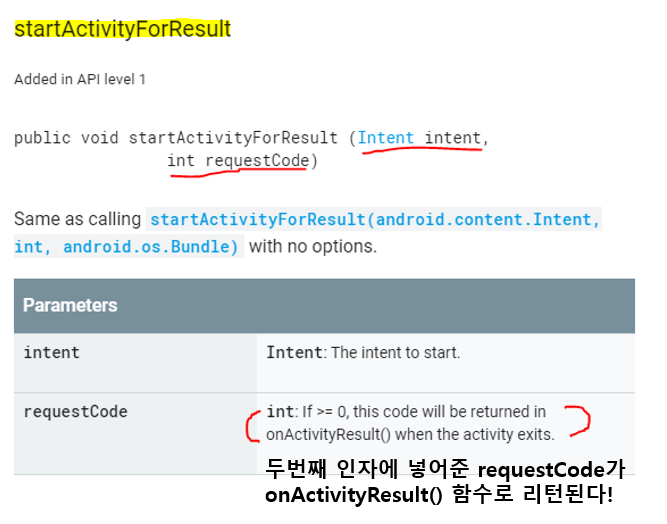 startActivityForResult
Added in API level 1
public void startActivityForResult (Intent intent,
int requestCode)
Same as calling startActivityForResult(android.content.Intent,
int, android.os.Bundle) with no options.
Parameters
intent
Intent: The intent to start.
requestCode
int: If >= 0, this code will be returned in
onActivityResult() when the activity exits.
두번째 인자에 넣어준 requestCode가
onActivityResult() 함수로 리턴된다!